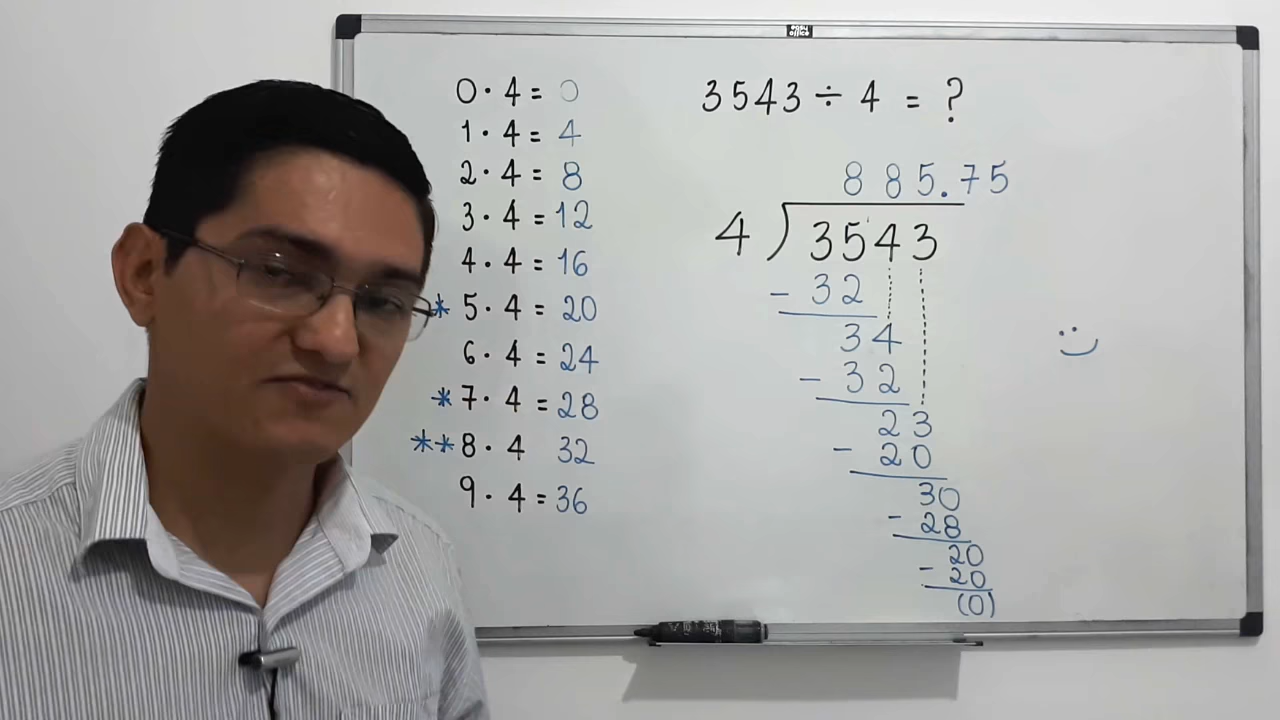 easy office
0 · 4 = 0
1 · 4 = 4
2 · 4 = 8
3 · 4 = 12
4 · 4 = 16
* 5 · 4 = 20
6 · 4 = 24
* 7 · 4 = 28
** 8 · 4 32
9 · 4 = 36
3543 ÷ 4 = ?
885.75
4 ) 3543
- 32
34
- 32
23
- 20
30
- 28
20
- 20
(0)